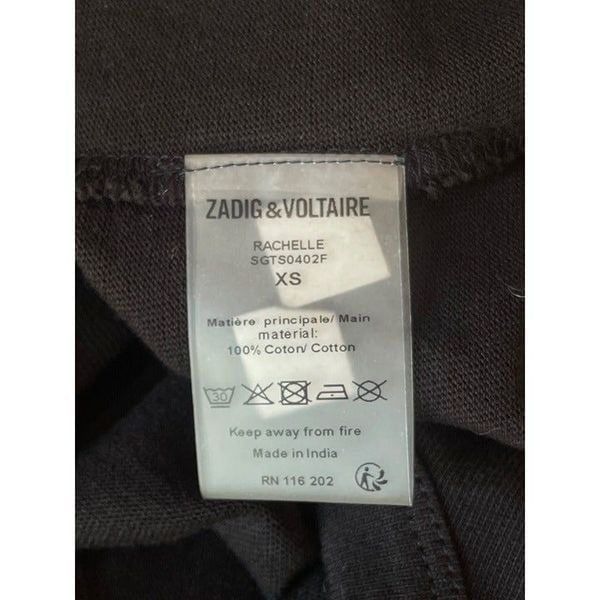 ZADIG & VOLTAIRE
RACHELLE
SGTS0402F
XS
Matière principale/ Main
material:
100% Coton/ Cotton
30
Keep away from fire
Made in India
RN 116 202